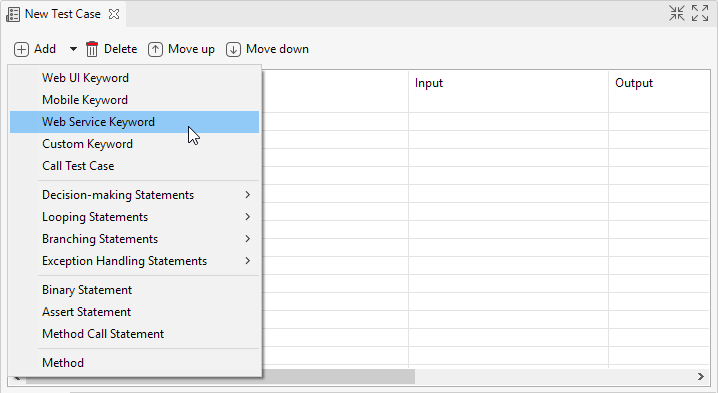 New Test Case
Add Delete Move up Move down
Input Output
Web UI Keyword
Mobile Keyword
Web Service Keyword
Custom Keyword
Call Test Case
Decision-making Statements
Looping Statements
Branching Statements
Exception Handling Statements
Binary Statement
Assert Statement
Method Call Statement
Method